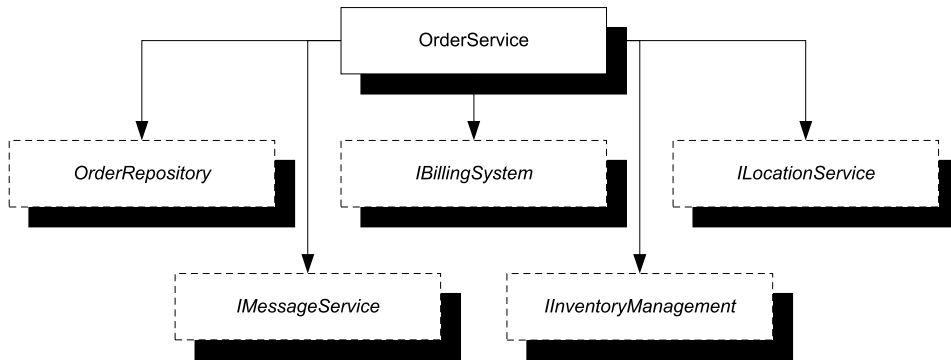 OrderService
OrderRepository
IBillingSystem
ILocationService
IMessageService
IInventoryManagement